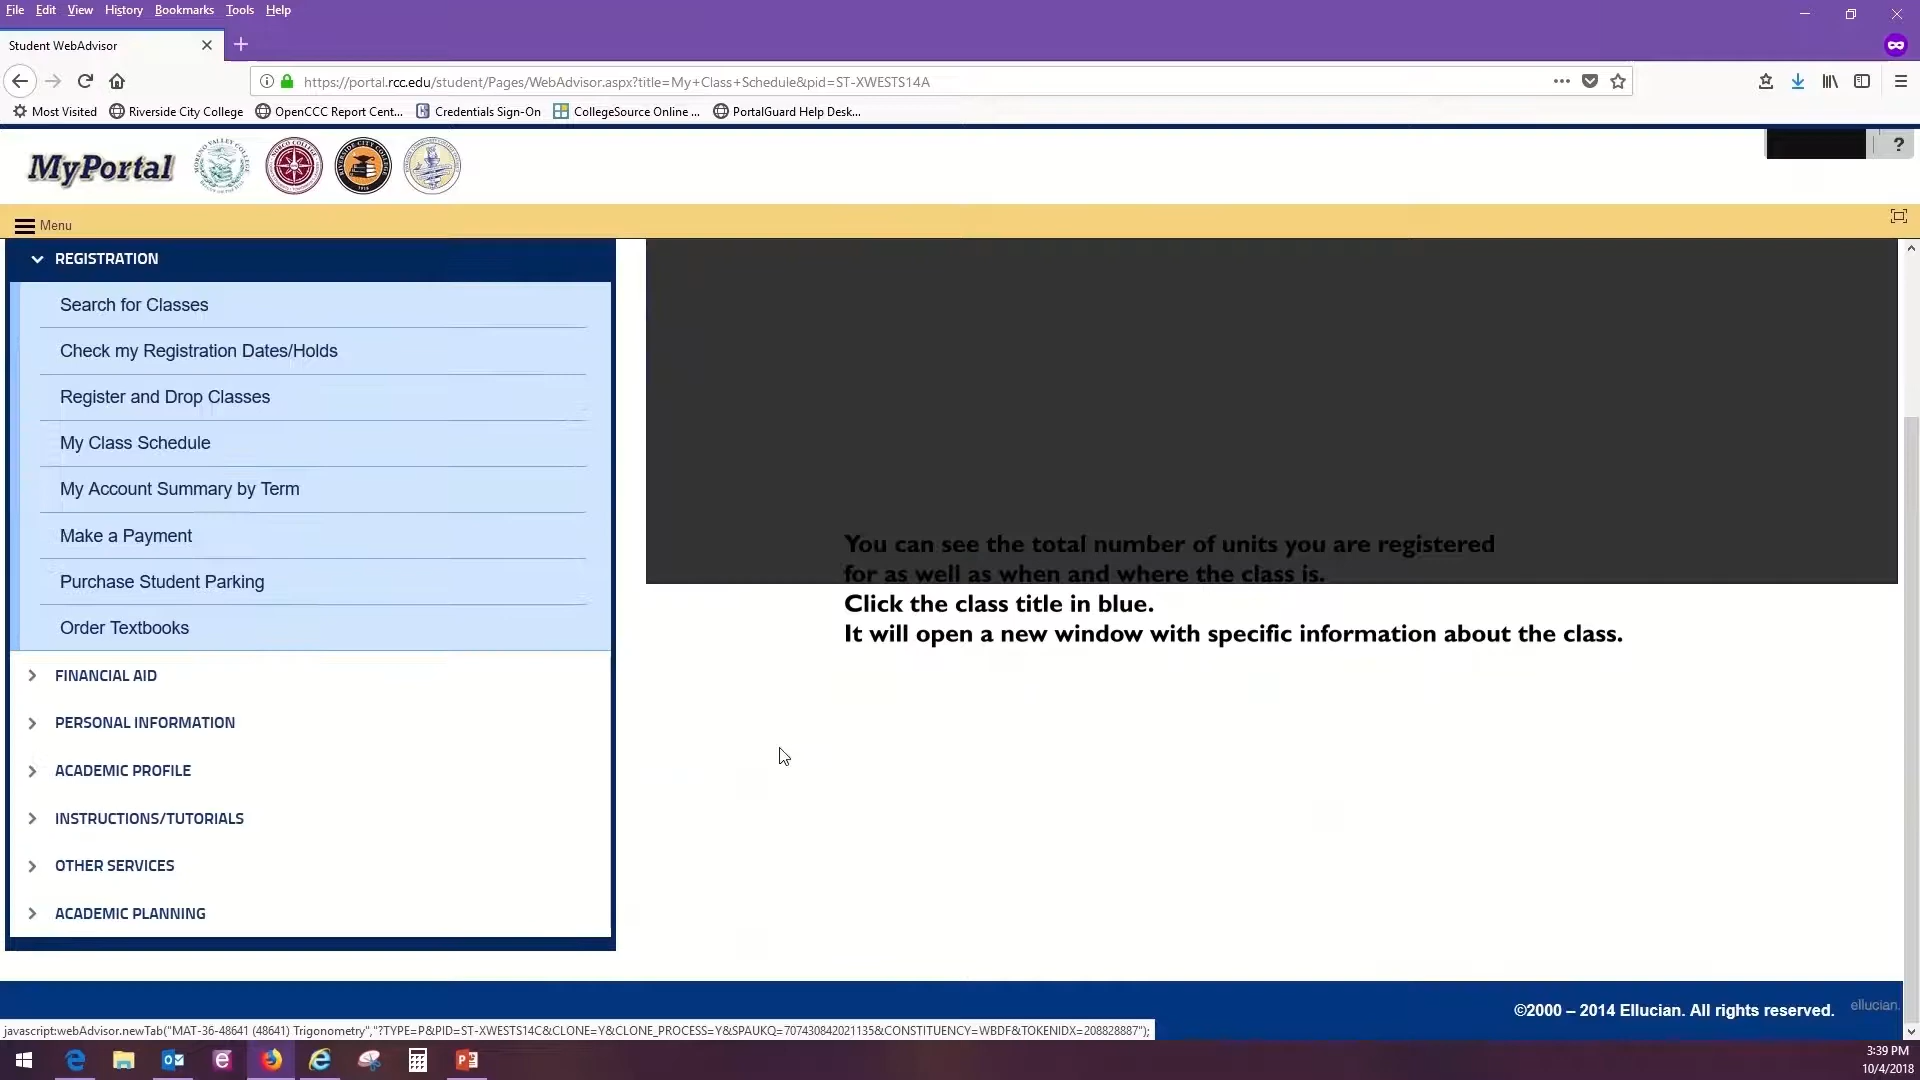 File Edit View History Bookmarks Tools Help
Student WebAdvisor
https://portal.rcc.edu/student/Pages/WebAdvisor.aspx?title=My+Class+Schedule&pid=ST-XWESTS14A
Most Visited Riverside City College OpenCCC Report Cent... Credentials Sign-On CollegeSource Online ... PortalGuard Help Desk...
MyPortal
?
Menu
REGISTRATION
Search for Classes
Check my Registration Dates/Holds
Register and Drop Classes
My Class Schedule
My Account Summary by Term
Make a Payment
Purchase Student Parking
Order Textbooks
FINANCIAL AID
PERSONAL INFORMATION
ACADEMIC PROFILE
INSTRUCTIONS/TUTORIALS
OTHER SERVICES
ACADEMIC PLANNING
You can see the total number of units you are registered
for as well as when and where the class is.
Click the class title in blue.
It will open a new window with specific information about the class.
©2000 – 2014 Ellucian. All rights reserved. ellucian.
javascript:webAdvisor.newTab("MAT-36-48641 (48641) Trigonometry","?TYPE=P&PID=ST-XWESTS14C&CLONE=Y&CLONE_PROCESS=Y&SPAUKQ=707430842021135&CONSTITUENCY=WBDF&TOKENIDX=208828887");
3:39 PM
10/4/2018